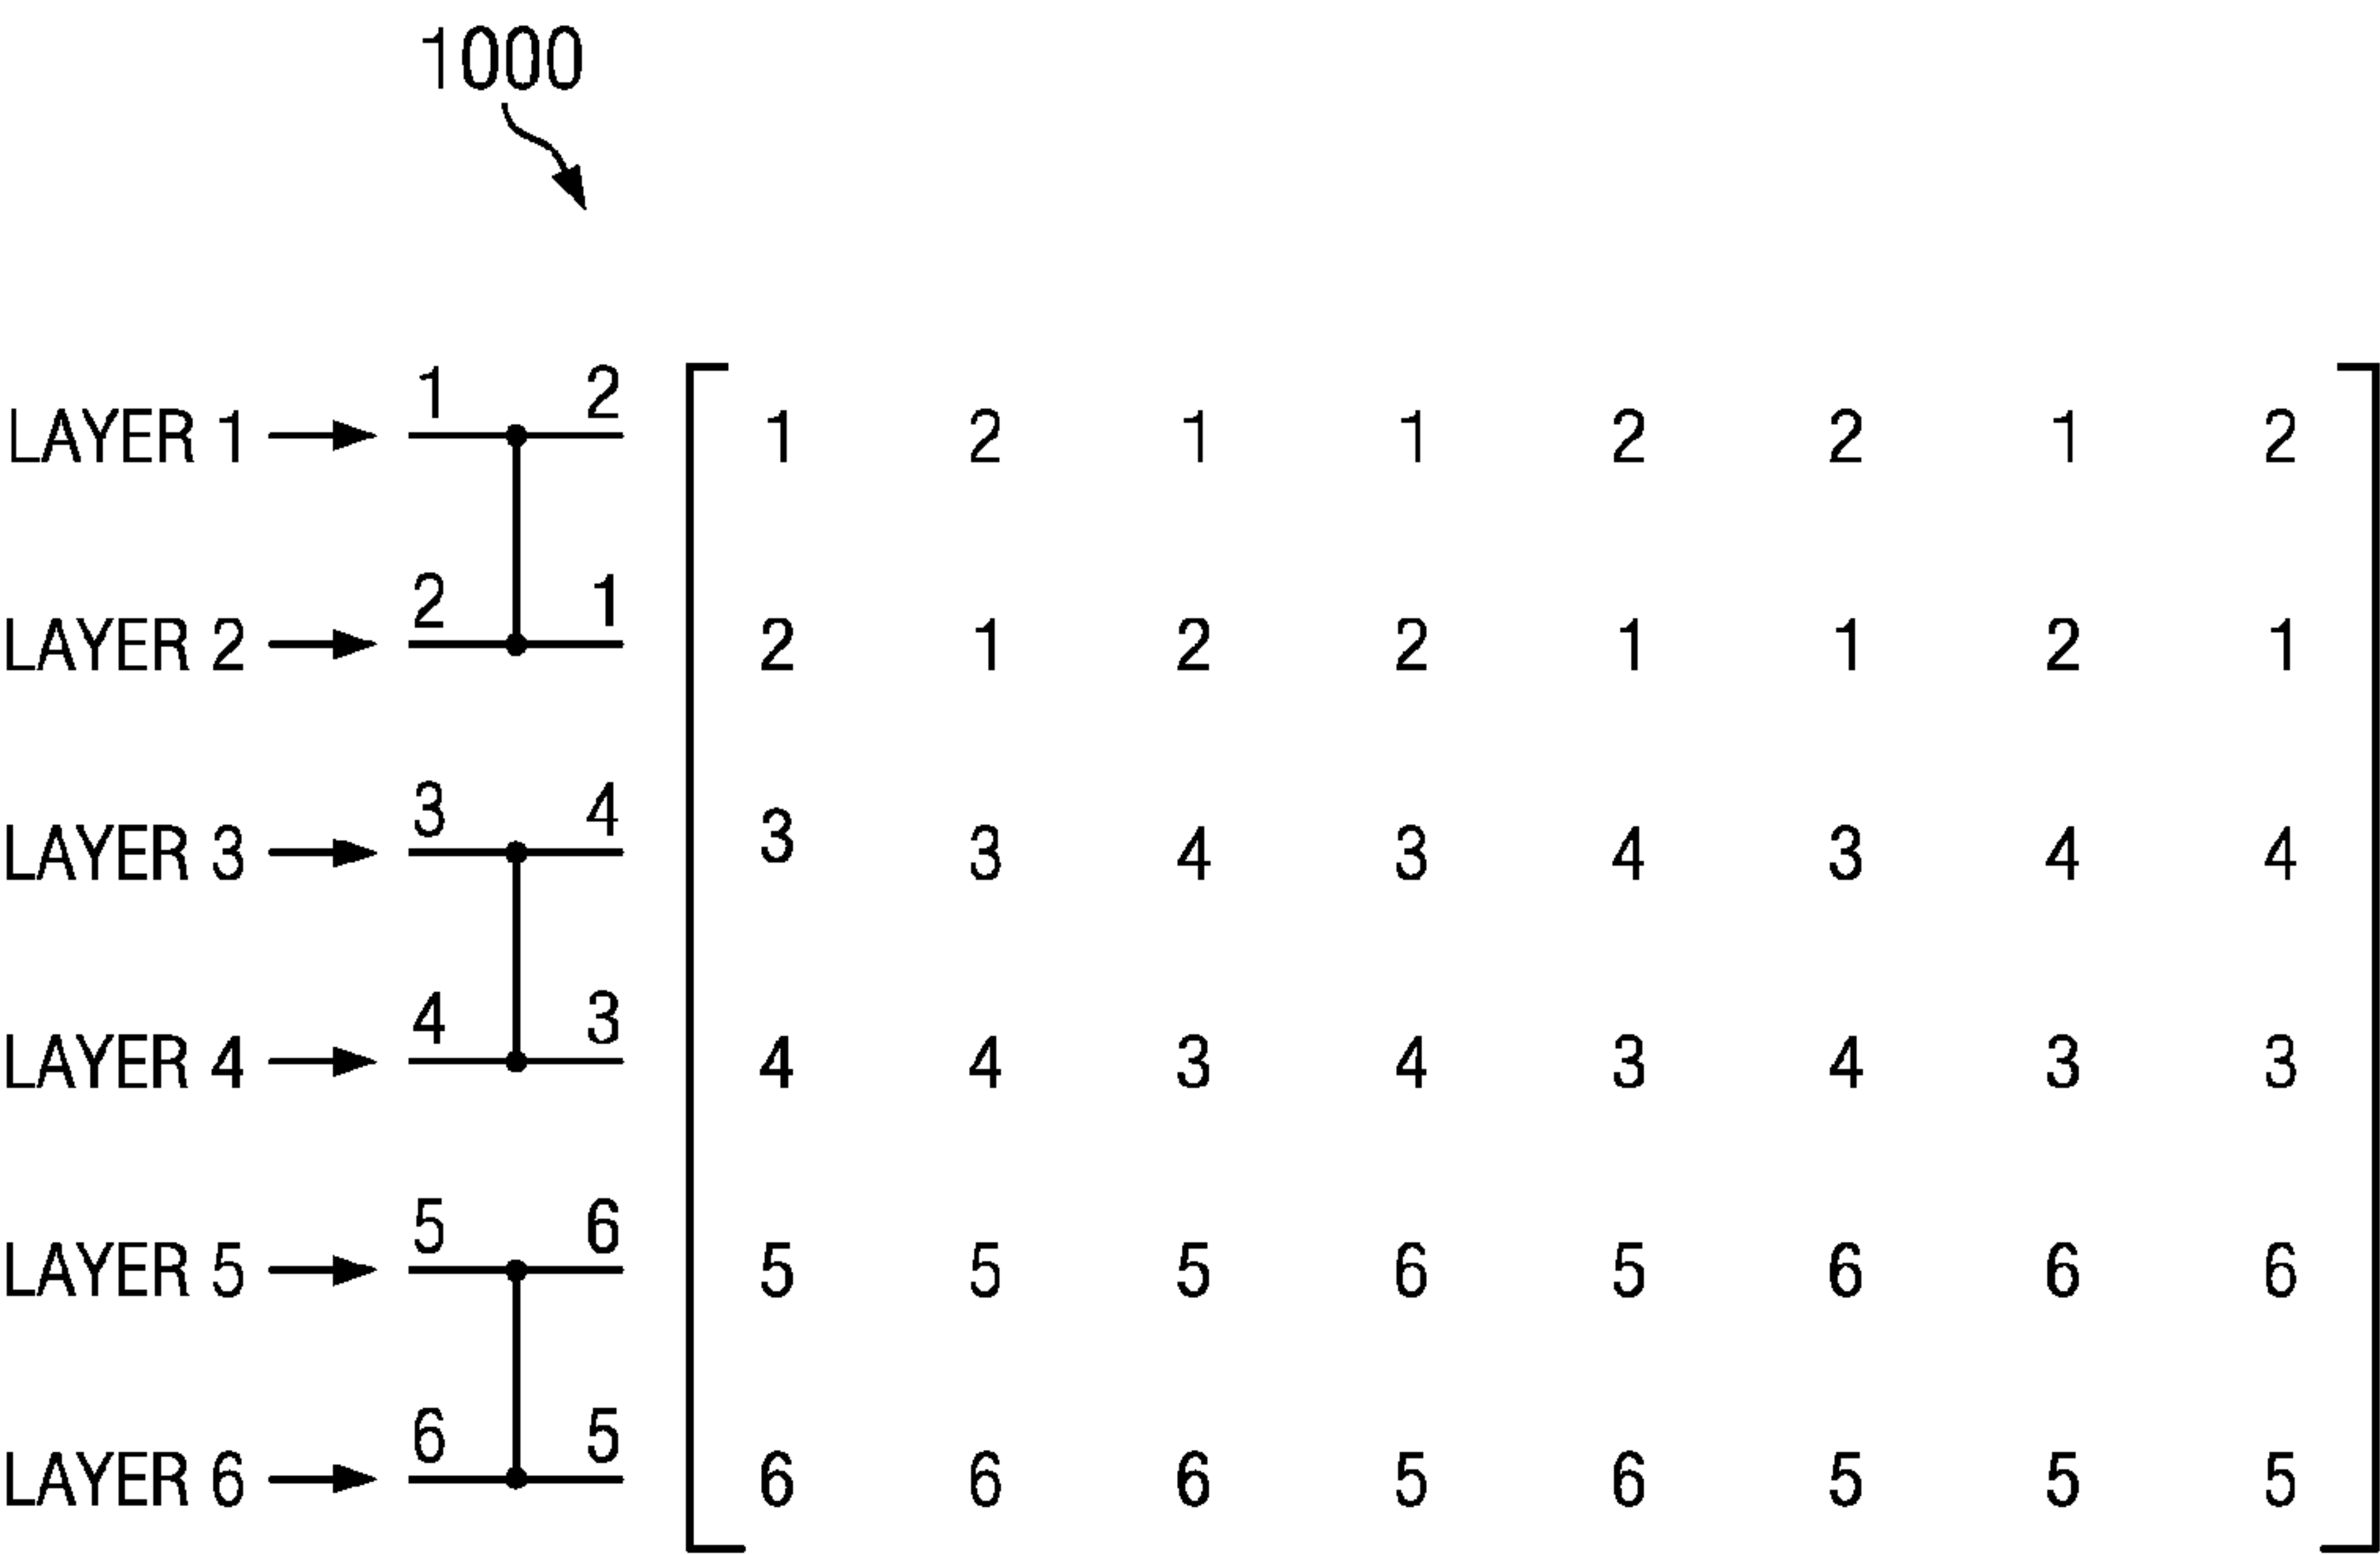 1000
1 2
LAYER 1 1 2 1 1 2 2 1 2
2 1
LAYER 2 2 1 2 2 1 1 2 1
3 4
LAYER 3 3 3 4 3 4 3 4 4
4 3
LAYER 4 4 4 3 4 3 4 3 3
5 6
LAYER 5 5 5 5 6 5 6 6 6
6 5
LAYER 6 6 6 6 5 6 5 5 5